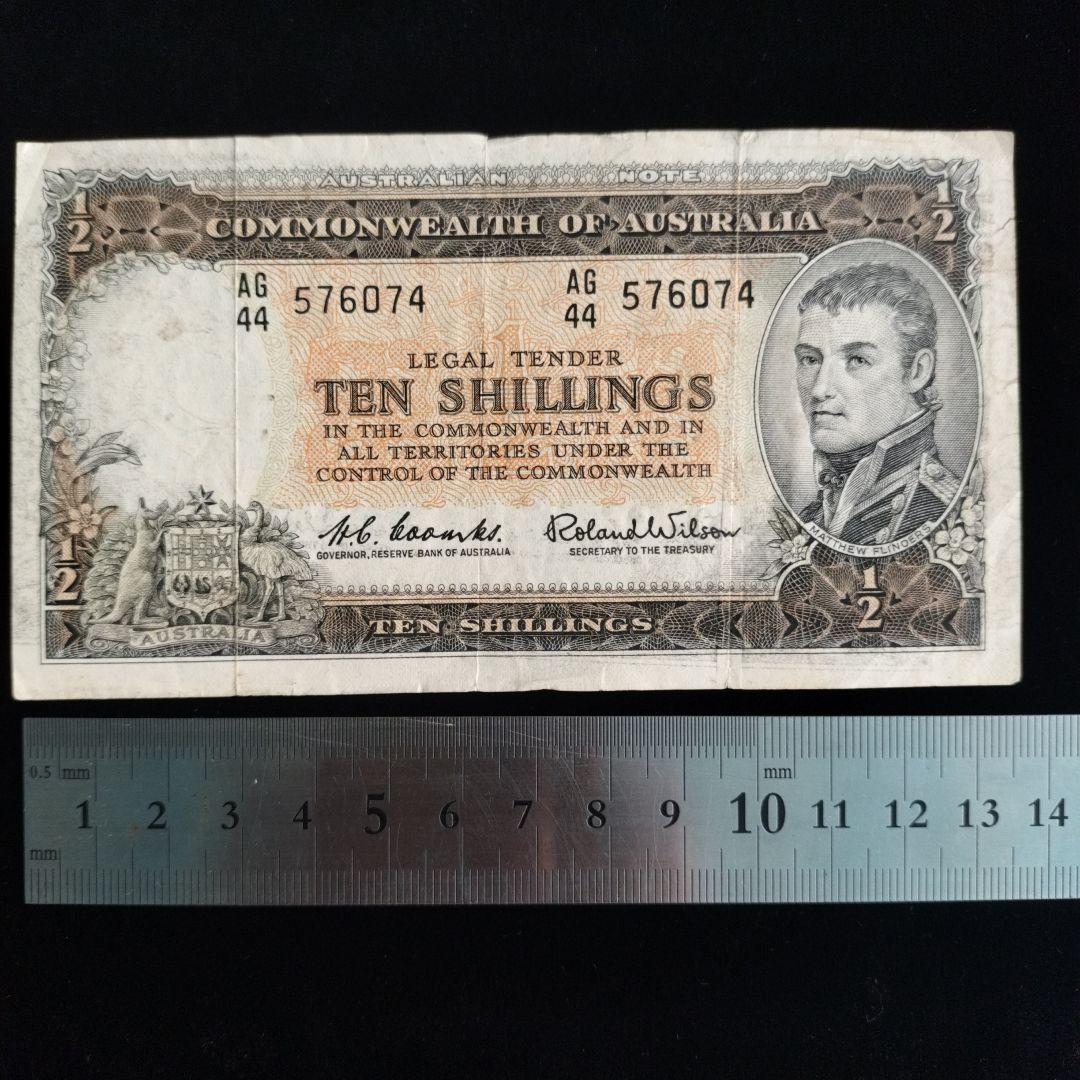 AUSTRALIAN NOTE
1/2 1/2
COMMONWEALTH OF AUSTRALIA
AG 44 576074 AG 44 576074
LEGAL TENDER
TEN SHILLINGS
IN THE COMMONWEALTH AND IN
ALL TERRITORIES UNDER THE
CONTROL OF THE COMMONWEALTH
H.C. Coombs. Roland Wilson
GOVERNOR, RESERVE BANK OF AUSTRALIA SECRETARY TO THE TREASURY
MATTHEW FLINDERS
1/2 1/2
AUSTRALIA
TEN SHILLINGS
0.5 mm mm
1 2 3 4 5 6 7 8 9 10 11 12 13 14
mm